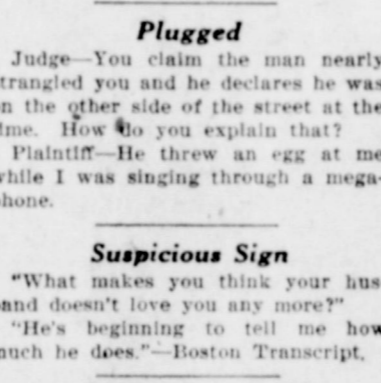 Plugged
Judge—You claim the man nearly
trangled you and he declares he was
n the other side of the street at the
ime. How do you explain that?
Plaintiff—He threw an egg at me
while I was singing through a mega-
hone.
Suspicious Sign
"What makes you think your hus-
band doesn't love you any more?"
"He's beginning to tell me how
much he does."—Boston Transcript.